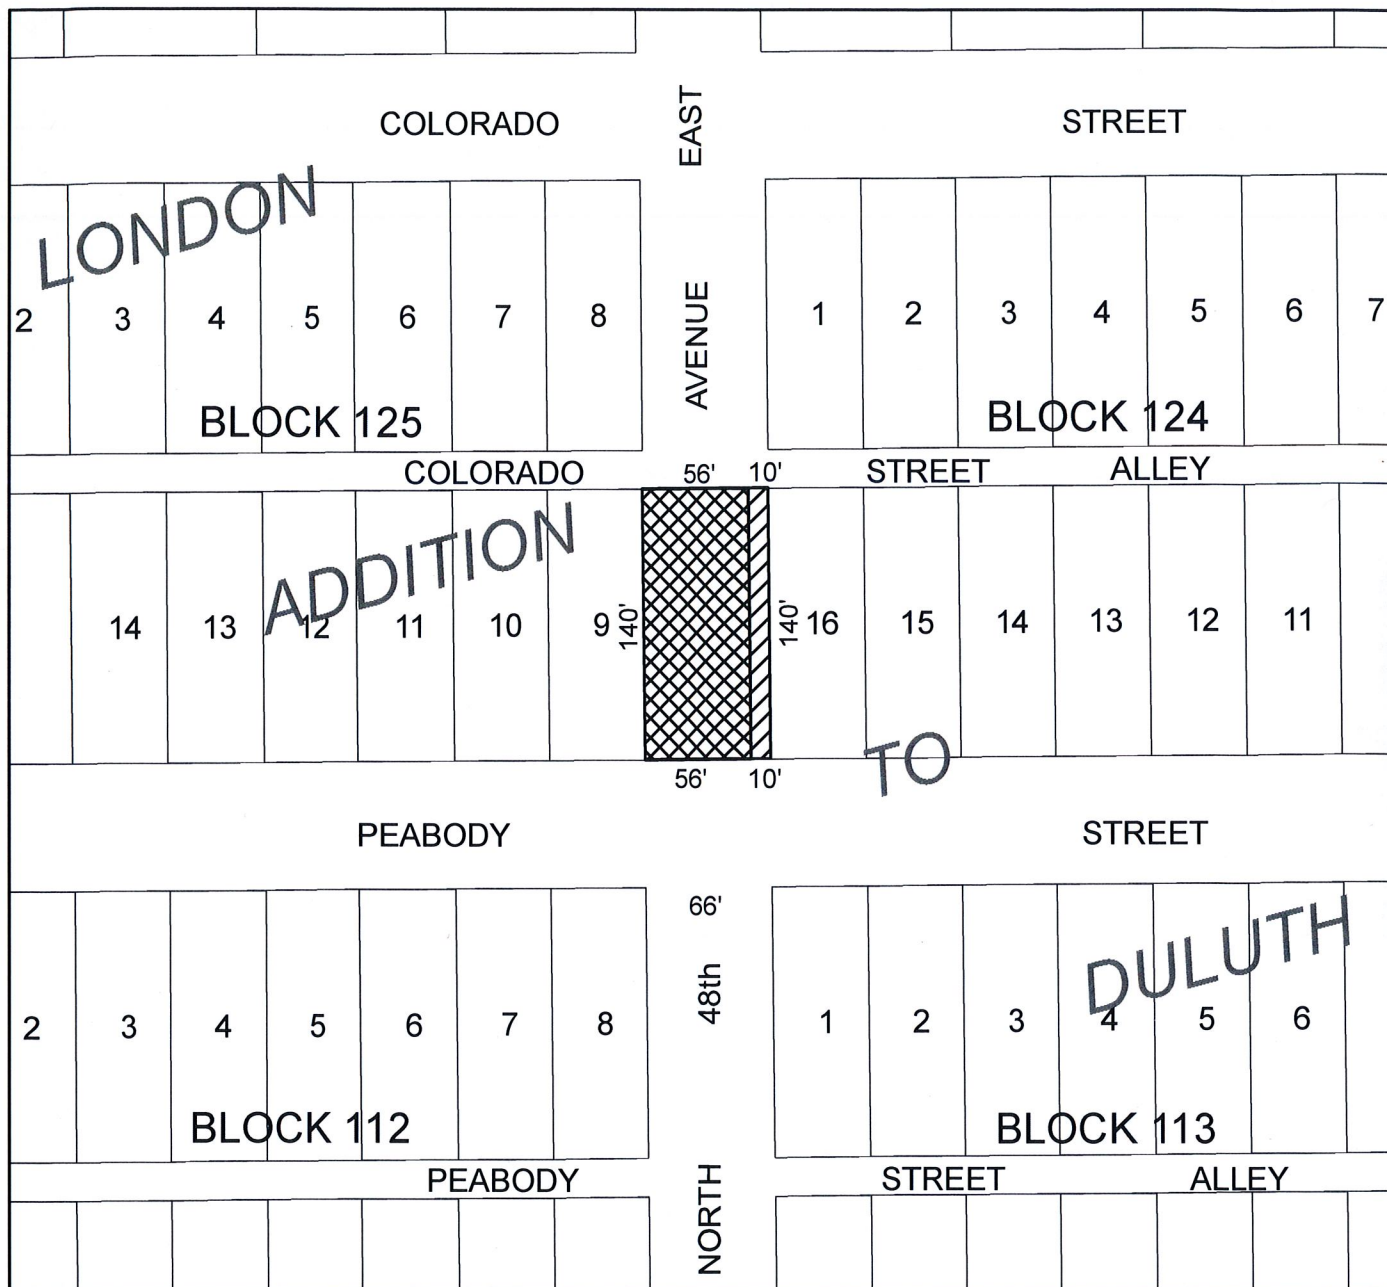 COLORADO
STREET
EAST
LONDON
2
3
4
5
6
7
8
AVENUE
1
2
3
4
5
6
7
BLOCK 125
BLOCK 124
COLORADO
56'
10'
STREET
ALLEY
ADDITION
14
13
12
11
10
9
140'
140'
16
15
14
13
12
11
TO
56'
10'
PEABODY
STREET
66'
DULUTH
48th
2
3
4
5
6
7
8
1
2
3
4
5
6
BLOCK 112
BLOCK 113
PEABODY
STREET
ALLEY
NORTH